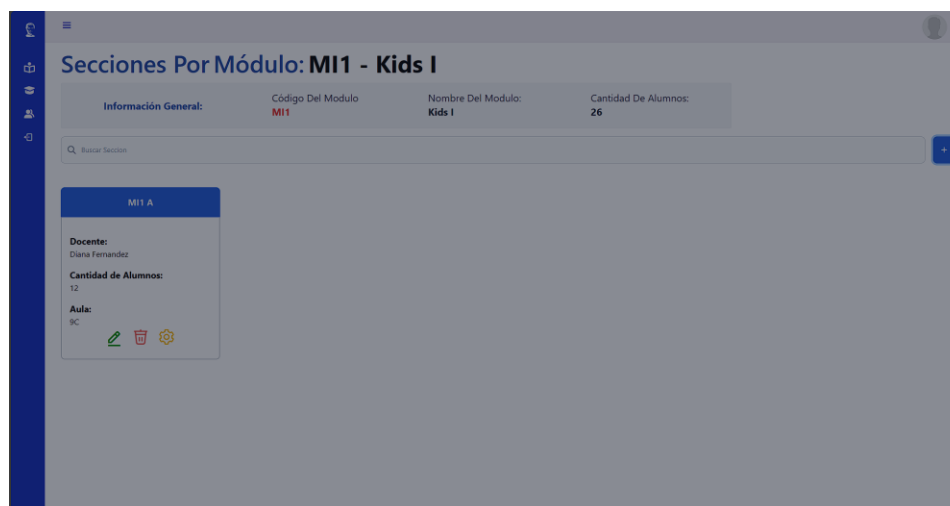 Secciones Por Módulo: MI1 - Kids I
Información General:
Código Del Modulo
MI1
Nombre Del Modulo:
Kids I
Cantidad De Alumnos:
26
Buscar Seccion
+
MI1 A
Docente:
Diana Fernandez
Cantidad de Alumnos:
12
Aula:
9C